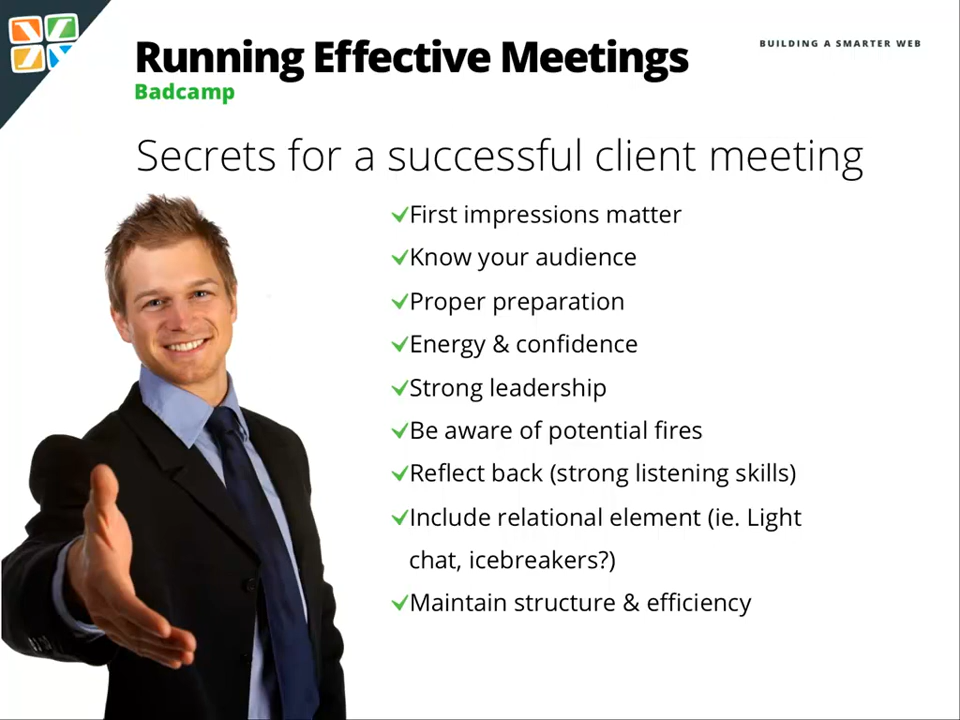 Running Effective Meetings
BUILDING A SMARTER WEB
Badcamp
Secrets for a successful client meeting
First impressions matter
Know your audience
Proper preparation
Energy & confidence
Strong leadership
Be aware of potential fires
Reflect back (strong listening skills)
Include relational element (ie. Light
chat, icebreakers?)
Maintain structure & efficiency